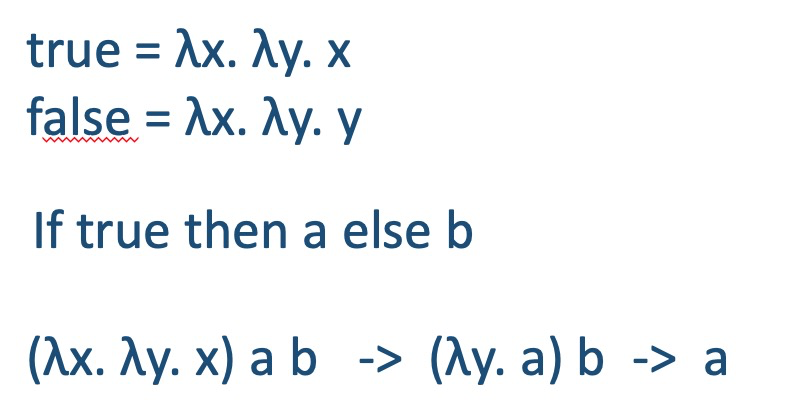 true = λx. λy. x
false = λx. λy. y
If true then a else b
(λx. λy. x) a b -> (λy. a) b -> a